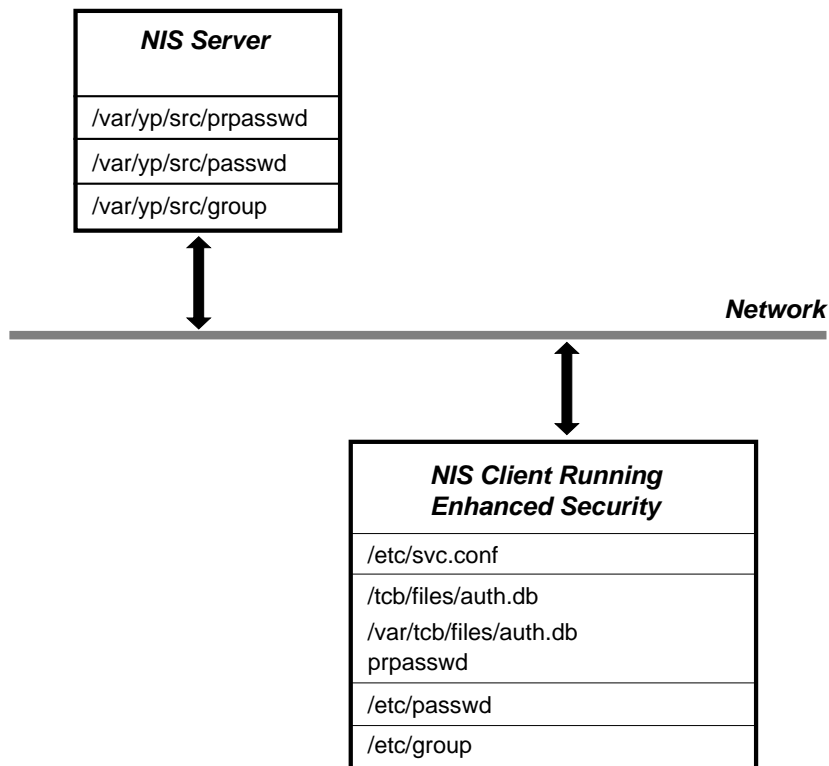 NIS Server
/var/yp/src/prpasswd
/var/yp/src/passwd
/var/yp/src/group
Network
NIS Client Running
Enhanced Security
/etc/svc.conf
/tcb/files/auth.db
/var/tcb/files/auth.db
prpasswd
/etc/passwd
/etc/group